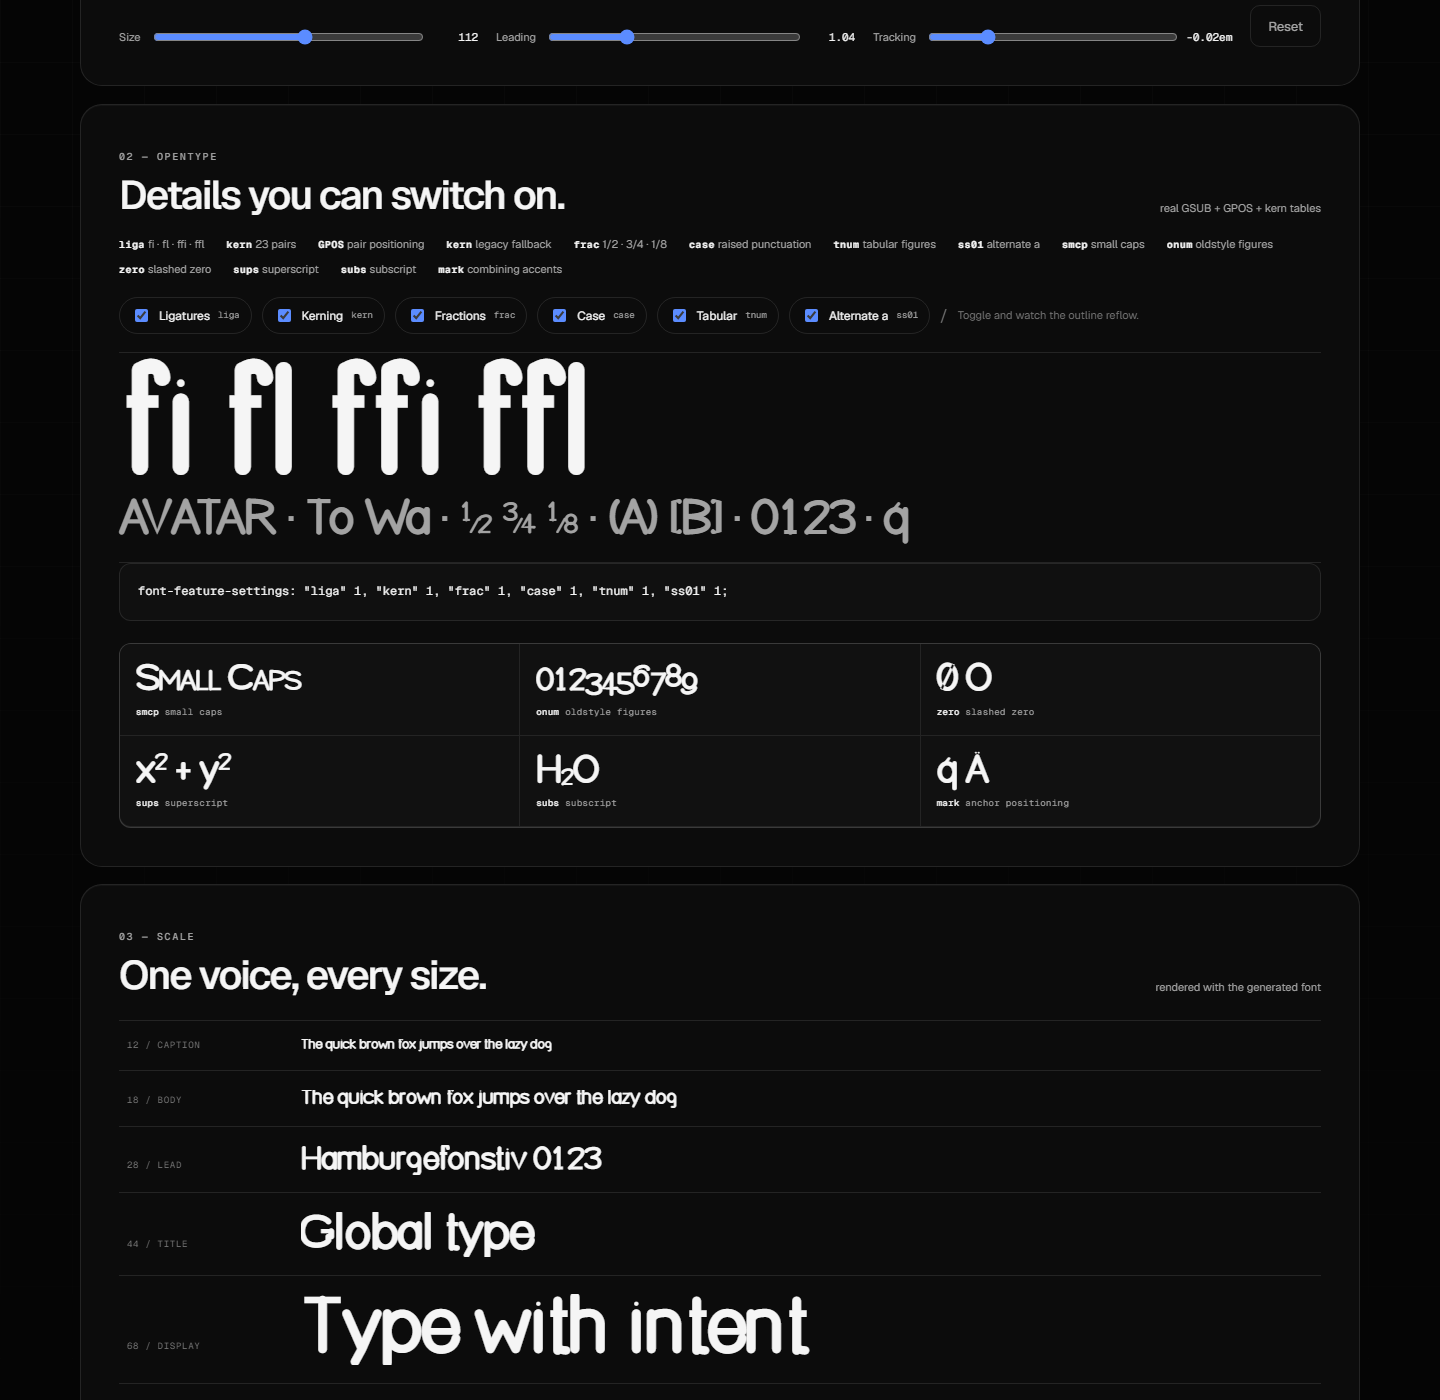 Size 112 Leading 1.04 Tracking -0.02em Reset
02 — OPENTYPE
Details you can switch on.
real GSUB + GPOS + kern tables
liga fi · fl · ffi · ffl kern 23 pairs GPOS pair positioning kern legacy fallback frac 1/2 · 3/4 · 1/8 case raised punctuation tnum tabular figures ss01 alternate a smcp small caps onum oldstyle figures
zero slashed zero sups superscript subs subscript mark combining accents
Ligatures liga Kerning kern Fractions frac Case case Tabular tnum Alternate a ss01 / Toggle and watch the outline reflow.
fi fl ffi ffl
AVATAR · To Wa · 1/2 3/4 1/8 · (A) [B] · 0123 · á
font-feature-settings: "liga" 1, "kern" 1, "frac" 1, "case" 1, "tnum" 1, "ss01" 1;
Small Caps 0123456789 0 O
smcp small caps onum oldstyle figures zero slashed zero
x² + y² H₂O á Ä
sups superscript subs subscript mark anchor positioning
03 — SCALE
One voice, every size.
rendered with the generated font
12 / CAPTION The quick brown fox jumps over the lazy dog
18 / BODY The quick brown fox jumps over the lazy dog
28 / LEAD Hamburgefonstiv 0123
44 / TITLE Global type
68 / DISPLAY Type with intent